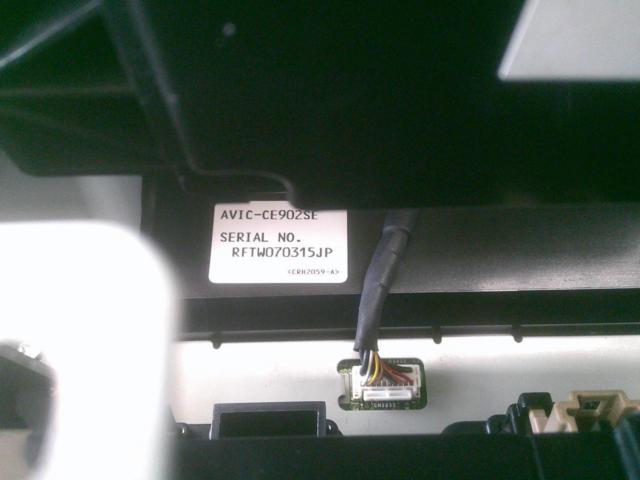 AVIC-CE902SE
SERIAL NO.
RFTW070315JP
<CRH2059-A>